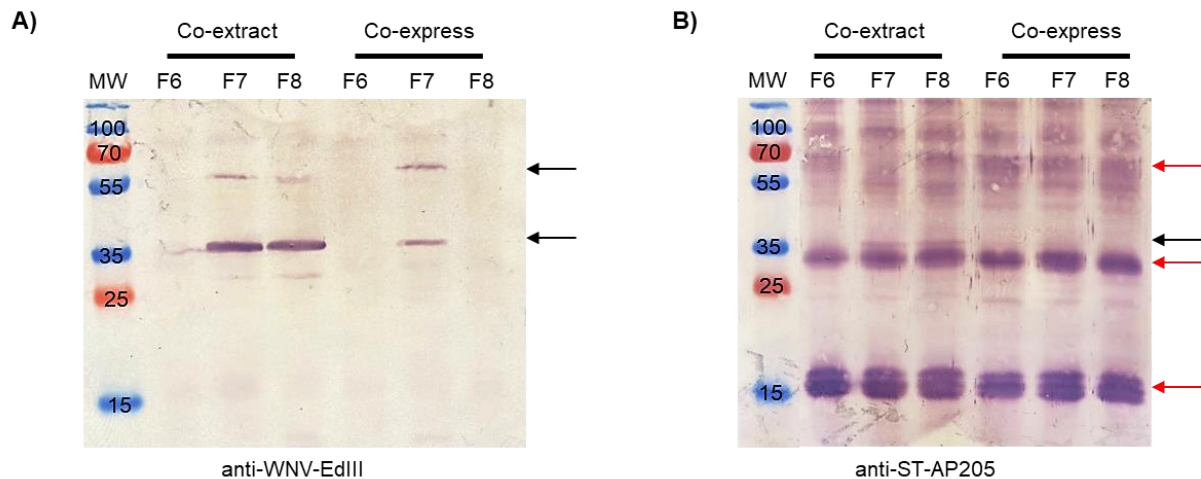 A)
Co-extract Co-express
MW F6 F7 F8 F6 F7 F8
100
70
55
35
25
15
anti-WNV-EdIII
B)
Co-extract Co-express
MW F6 F7 F8 F6 F7 F8
100
70
55
35
25
15
anti-ST-AP205